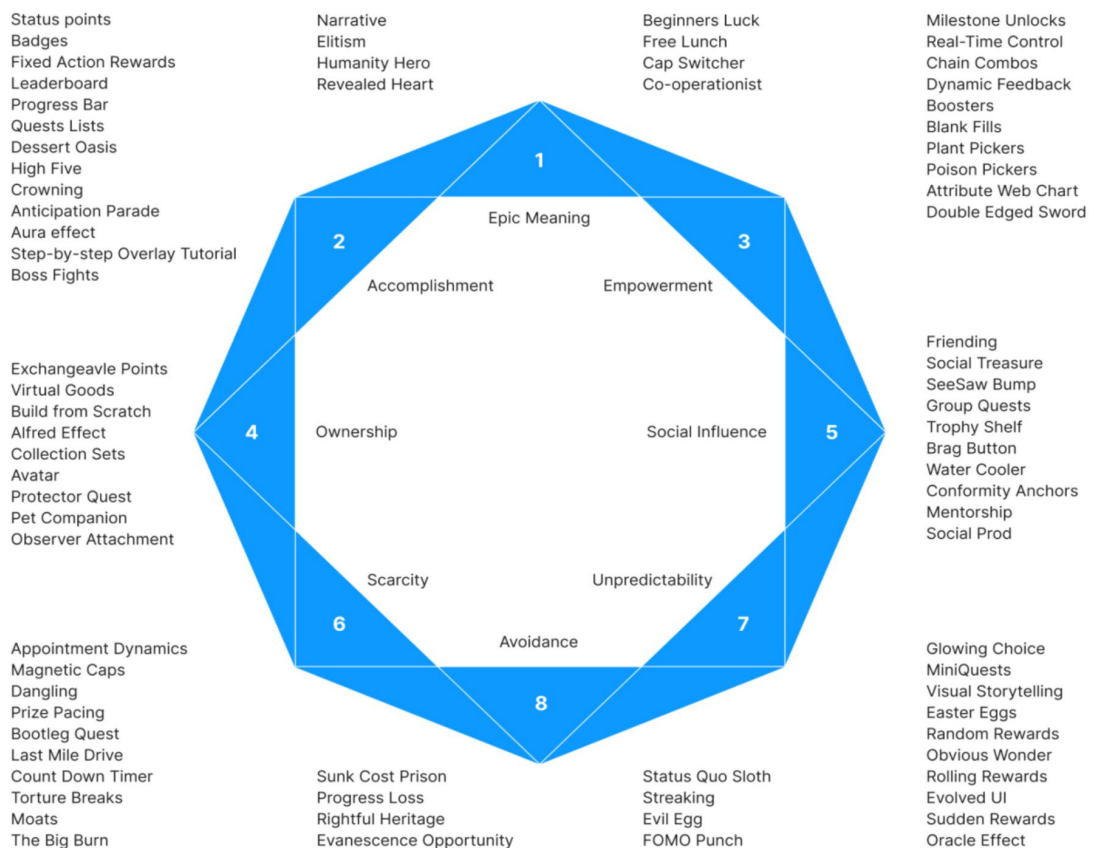 Status points
Badges
Fixed Action Rewards
Leaderboard
Progress Bar
Quests Lists
Dessert Oasis
High Five
Crowning
Anticipation Parade
Aura effect
Step-by-step Overlay Tutorial
Boss Fights
Narrative
Elitism
Humanity Hero
Revealed Heart
Beginners Luck
Free Lunch
Cap Switcher
Co-operationist
Milestone Unlocks
Real-Time Control
Chain Combos
Dynamic Feedback
Boosters
Blank Fills
Plant Pickers
Poison Pickers
Attribute Web Chart
Double Edged Sword
1
Epic Meaning
2
Accomplishment
3
Empowerment
Exchangeavle Points
Virtual Goods
Build from Scratch
Alfred Effect
Collection Sets
Avatar
Protector Quest
Pet Companion
Observer Attachment
4
Ownership
Social Influence
5
Friending
Social Treasure
SeeSaw Bump
Group Quests
Trophy Shelf
Brag Button
Water Cooler
Conformity Anchors
Mentorship
Social Prod
Scarcity
6
Unpredictability
7
Avoidance
8
Appointment Dynamics
Magnetic Caps
Dangling
Prize Pacing
Bootleg Quest
Last Mile Drive
Count Down Timer
Torture Breaks
Moats
The Big Burn
Sunk Cost Prison
Progress Loss
Rightful Heritage
Evanescence Opportunity
Status Quo Sloth
Streaking
Evil Egg
FOMO Punch
Glowing Choice
MiniQuests
Visual Storytelling
Easter Eggs
Random Rewards
Obvious Wonder
Rolling Rewards
Evolved UI
Sudden Rewards
Oracle Effect